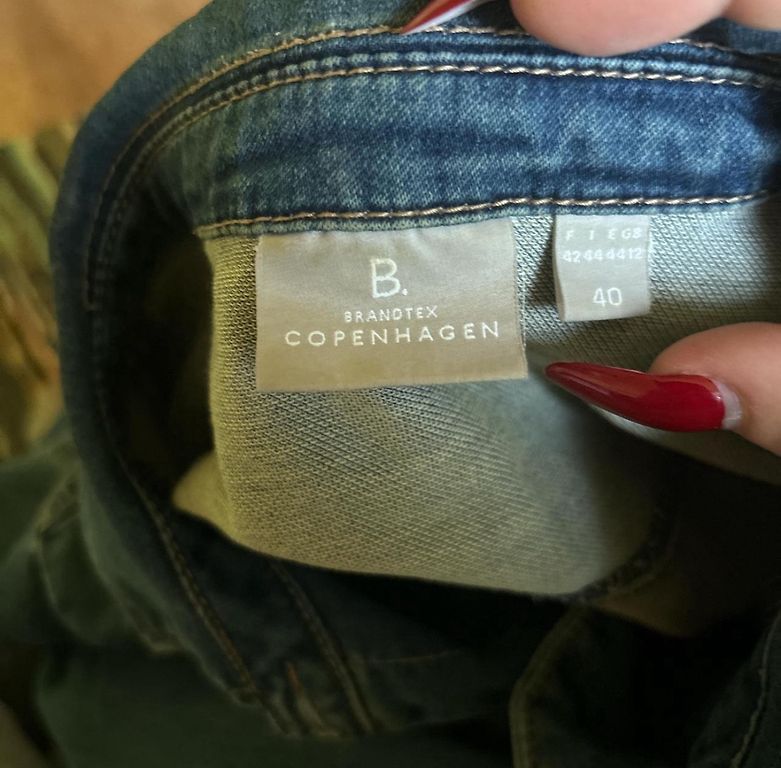 B.
BRANDTEX
COPENHAGEN
F I E GB
42 44 44 12
40